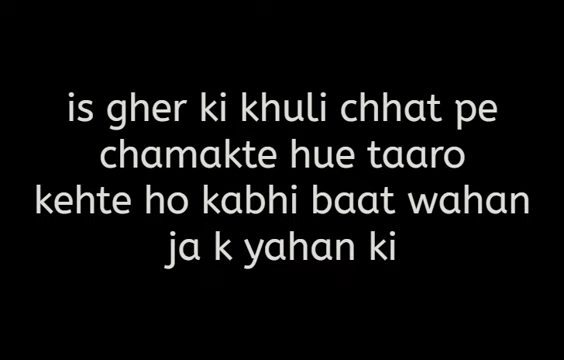 is gher ki khuli chhat pe
chamakte hue taaro
kehte ho kabhi baat wahan
ja k yahan ki